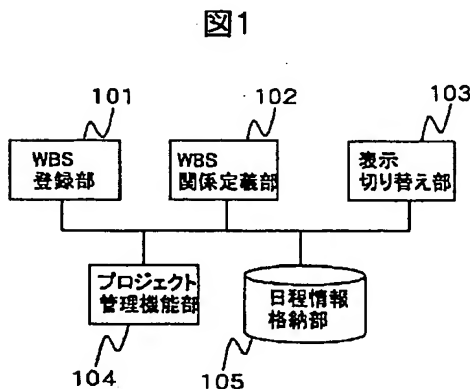 図1
101
102
103
WBS
登録部
WBS
関係定義部
表示
切り替え部
プロジェクト
管理機能部
日程情報
格納部
104
105